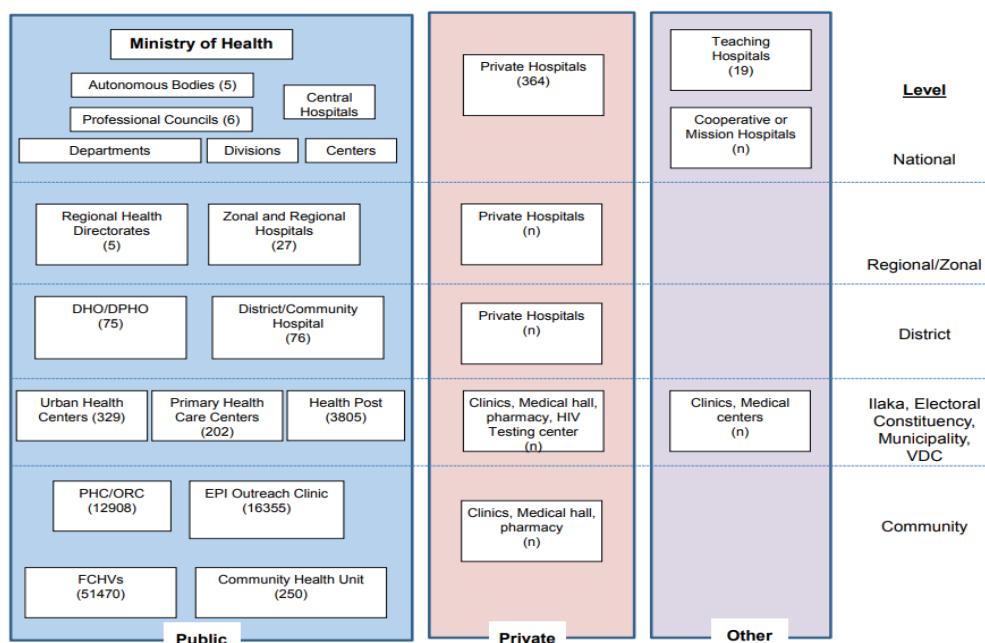 Ministry of Health
Autonomous Bodies (5)
Central
Hospitals
Professional Councils (6)
Departments
Divisions
Centers
Private Hospitals
(364)
Teaching
Hospitals
(19)
Cooperative or
Mission Hospitals
(n)
Level
National
Regional Health
Directorates
(5)
Zonal and Regional
Hospitals
(27)
Private Hospitals
(n)
Regional/Zonal
DHO/DPHO
(75)
District/Community
Hospital
(76)
Private Hospitals
(n)
District
Urban Health
Centers (329)
Primary Health
Care Centers
(202)
Health Post
(3805)
Clinics, Medical hall,
pharmacy, HIV
Testing center
(n)
Clinics, Medical
centers
(n)
Ilaka, Electoral
Constituency,
Municipality,
VDC
PHC/ORC
(12908)
EPI Outreach Clinic
(16355)
Clinics, Medical hall,
pharmacy
(n)
Community
FCHVs
(51470)
Community Health Unit
(250)
Public
Private
Other